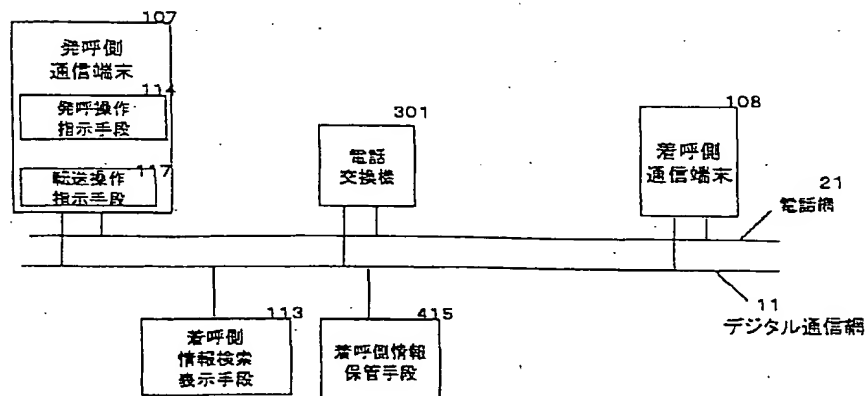 107
発呼側
通信端末
114
発呼操作
指示手段
117
転送操作
指示手段
301
電話
交換機
108
着呼側
通信端末
21
電話網
11
デジタル通信網
113
着呼側
情報検索
表示手段
415
着呼側情報
保管手段